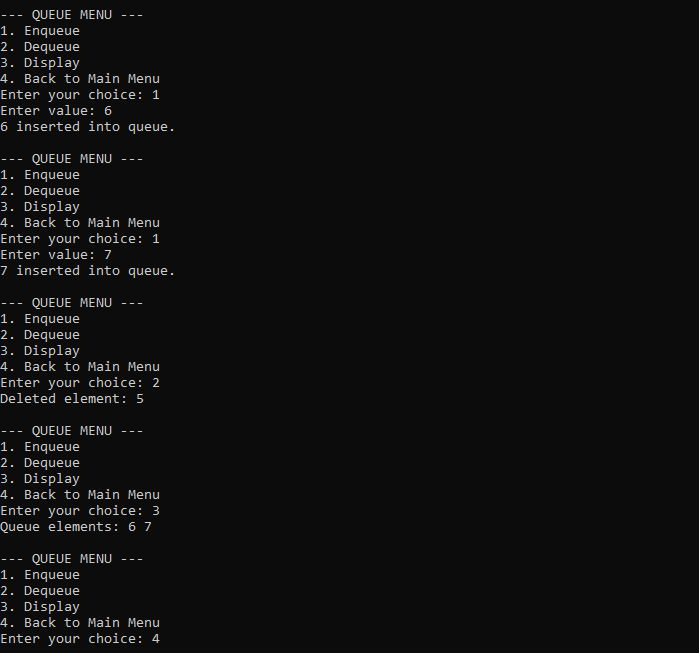 --- QUEUE MENU ---
1. Enqueue
2. Dequeue
3. Display
4. Back to Main Menu
Enter your choice: 1
Enter value: 6
6 inserted into queue.
--- QUEUE MENU ---
1. Enqueue
2. Dequeue
3. Display
4. Back to Main Menu
Enter your choice: 1
Enter value: 7
7 inserted into queue.
--- QUEUE MENU ---
1. Enqueue
2. Dequeue
3. Display
4. Back to Main Menu
Enter your choice: 2
Deleted element: 5
--- QUEUE MENU ---
1. Enqueue
2. Dequeue
3. Display
4. Back to Main Menu
Enter your choice: 3
Queue elements: 6 7
--- QUEUE MENU ---
1. Enqueue
2. Dequeue
3. Display
4. Back to Main Menu
Enter your choice: 4